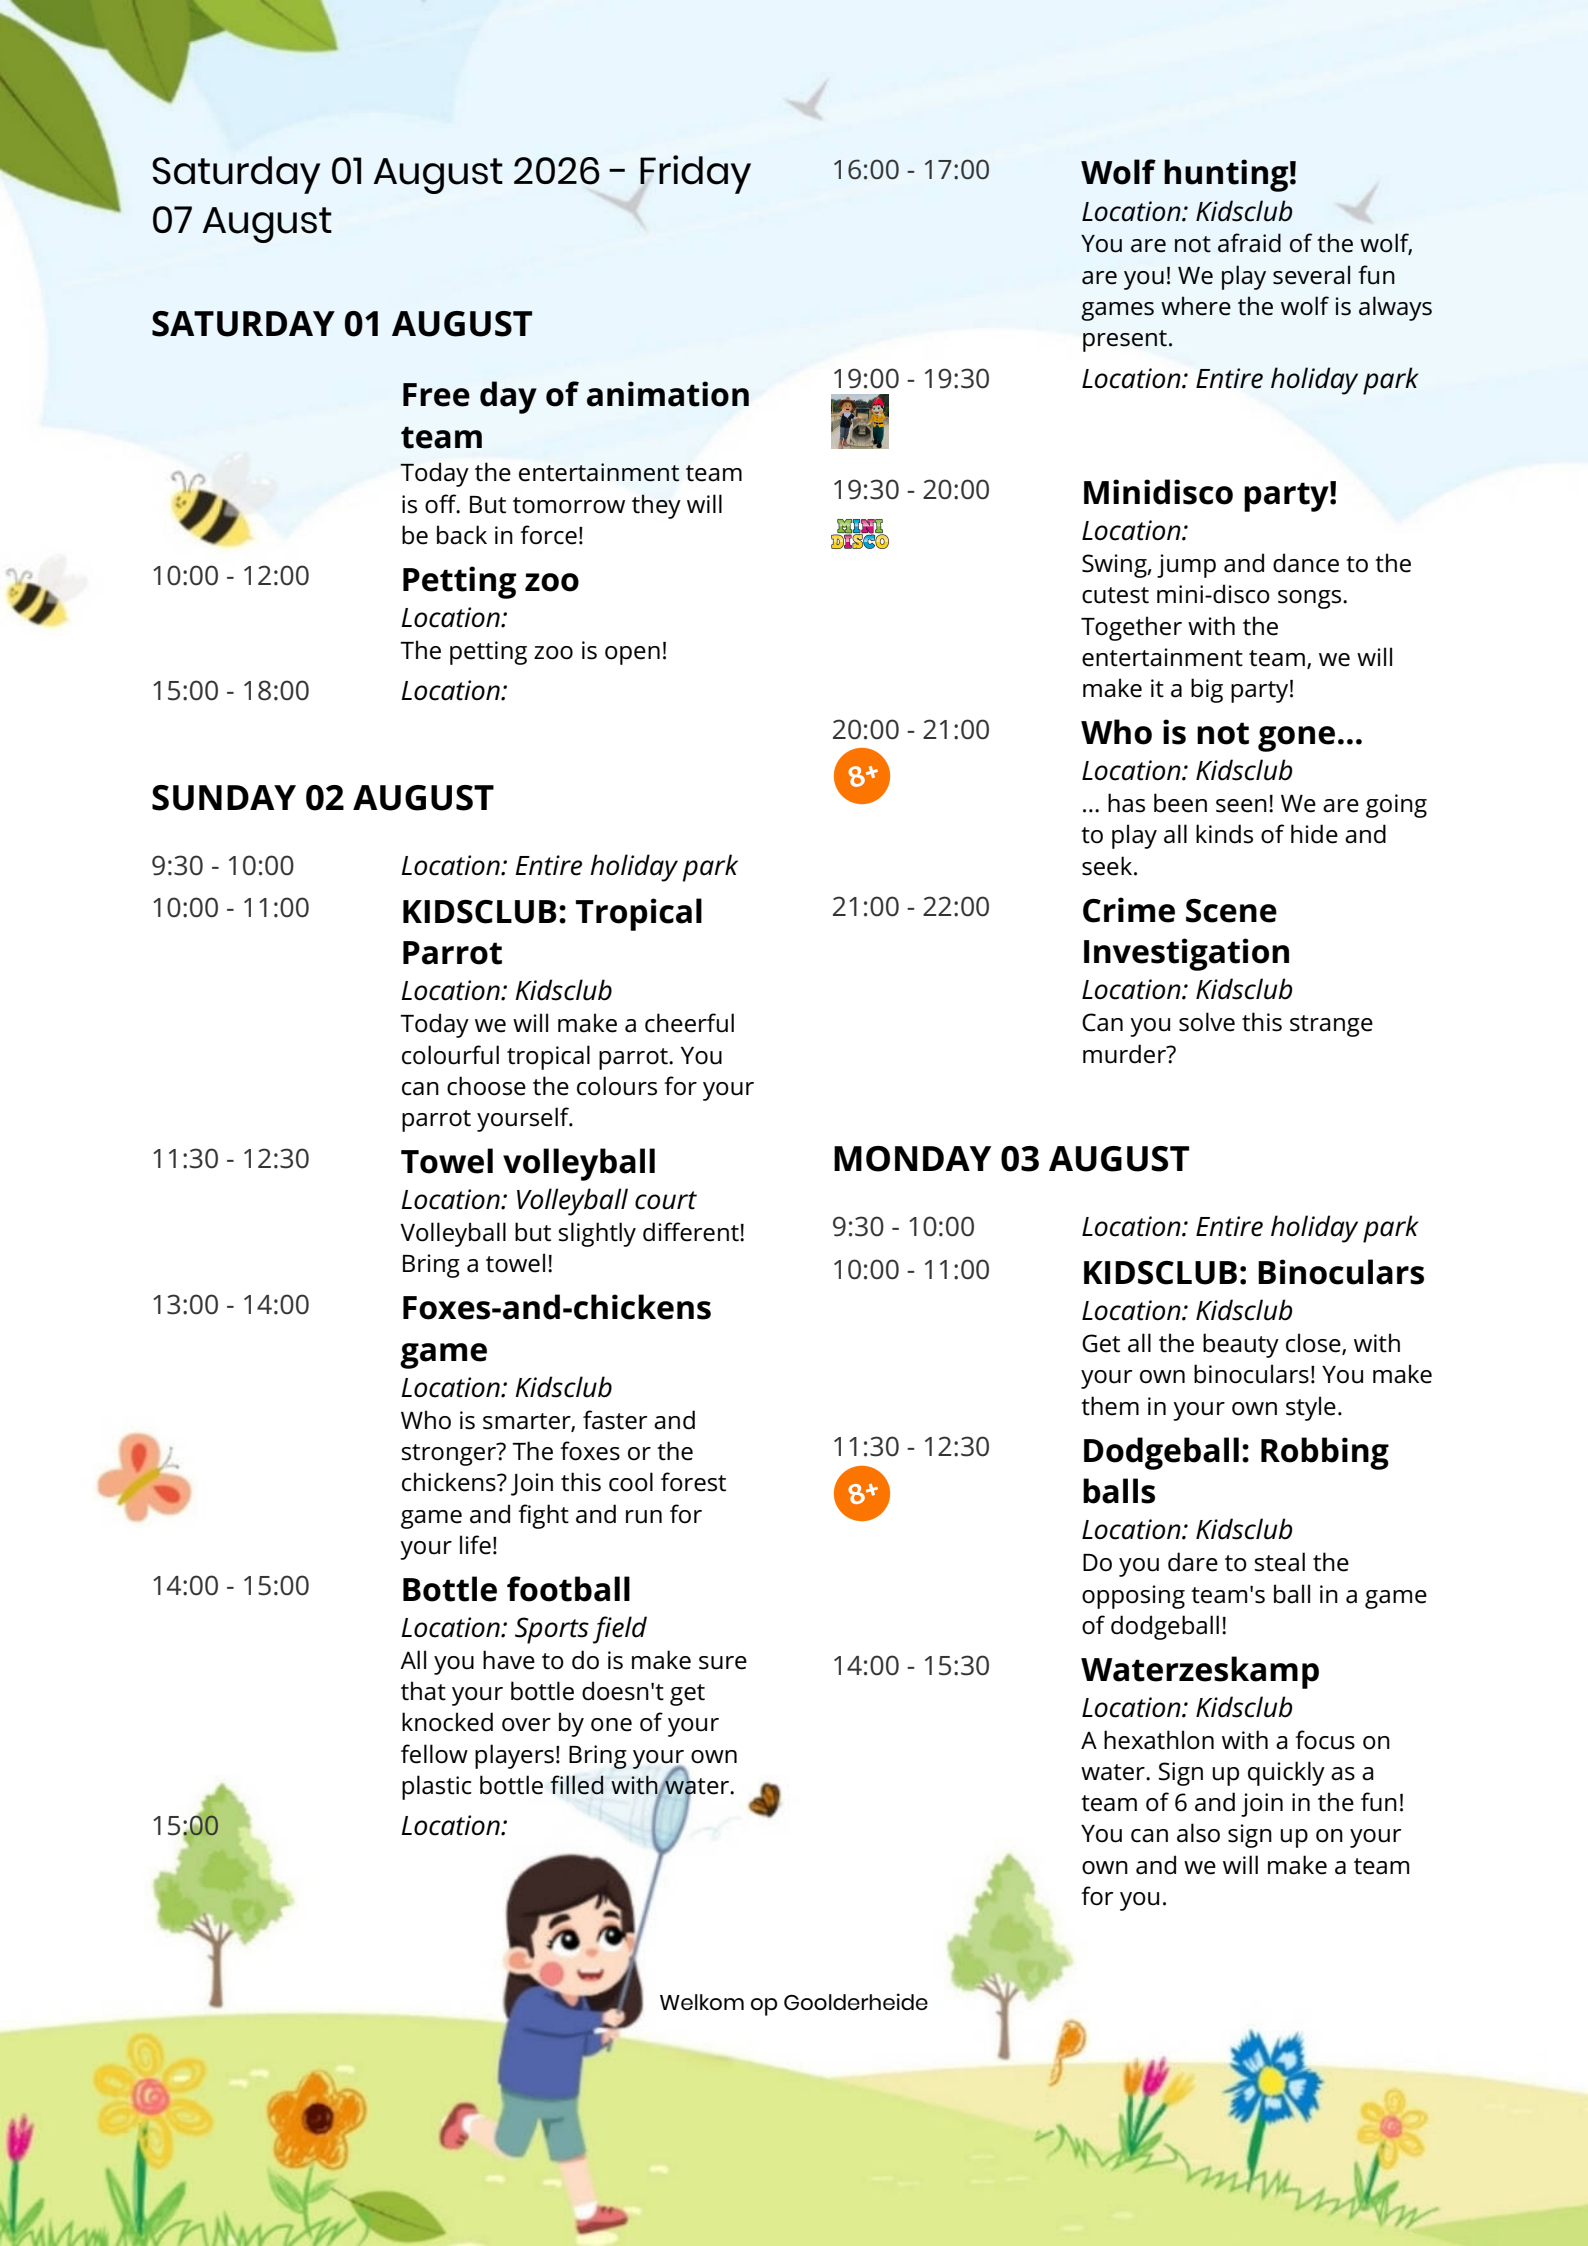 Saturday 01 August 2026 - Friday
07 August
SATURDAY 01 AUGUST
Free day of animation
team
Today the entertainment team
is off. But tomorrow they will
be back in force!
10:00 - 12:00
Petting zoo
Location:
The petting zoo is open!
15:00 - 18:00
Location:
SUNDAY 02 AUGUST
9:30 - 10:00
Location: Entire holiday park
10:00 - 11:00
KIDSCLUB: Tropical
Parrot
Location: Kidsclub
Today we will make a cheerful
colourful tropical parrot. You
can choose the colours for your
parrot yourself.
11:30 - 12:30
Towel volleyball
Location: Volleyball court
Volleyball but slightly different!
Bring a towel!
13:00 - 14:00
Foxes-and-chickens
game
Location: Kidsclub
Who is smarter, faster and
stronger? The foxes or the
chickens? Join this cool forest
game and fight and run for
your life!
14:00 - 15:00
Bottle football
Location: Sports field
All you have to do is make sure
that your bottle doesn't get
knocked over by one of your
fellow players! Bring your own
plastic bottle filled with water.
15:00
Location:
16:00 - 17:00
Wolf hunting!
Location: Kidsclub
You are not afraid of the wolf,
are you! We play several fun
games where the wolf is always
present.
19:00 - 19:30
Location: Entire holiday park
19:30 - 20:00
MINI
DISCO
Minidisco party!
Location:
Swing, jump and dance to the
cutest mini-disco songs.
Together with the
entertainment team, we will
make it a big party!
20:00 - 21:00
8+
Who is not gone...
Location: Kidsclub
... has been seen! We are going
to play all kinds of hide and
seek.
21:00 - 22:00
Crime Scene
Investigation
Location: Kidsclub
Can you solve this strange
murder?
MONDAY 03 AUGUST
9:30 - 10:00
Location: Entire holiday park
10:00 - 11:00
KIDSCLUB: Binoculars
Location: Kidsclub
Get all the beauty close, with
your own binoculars! You make
them in your own style.
11:30 - 12:30
8+
Dodgeball: Robbing
balls
Location: Kidsclub
Do you dare to steal the
opposing team's ball in a game
of dodgeball!
14:00 - 15:30
Waterzeskamp
Location: Kidsclub
A hexathlon with a focus on
water. Sign up quickly as a
team of 6 and join in the fun!
You can also sign up on your
own and we will make a team
for you.
Welkom op Goolderheide